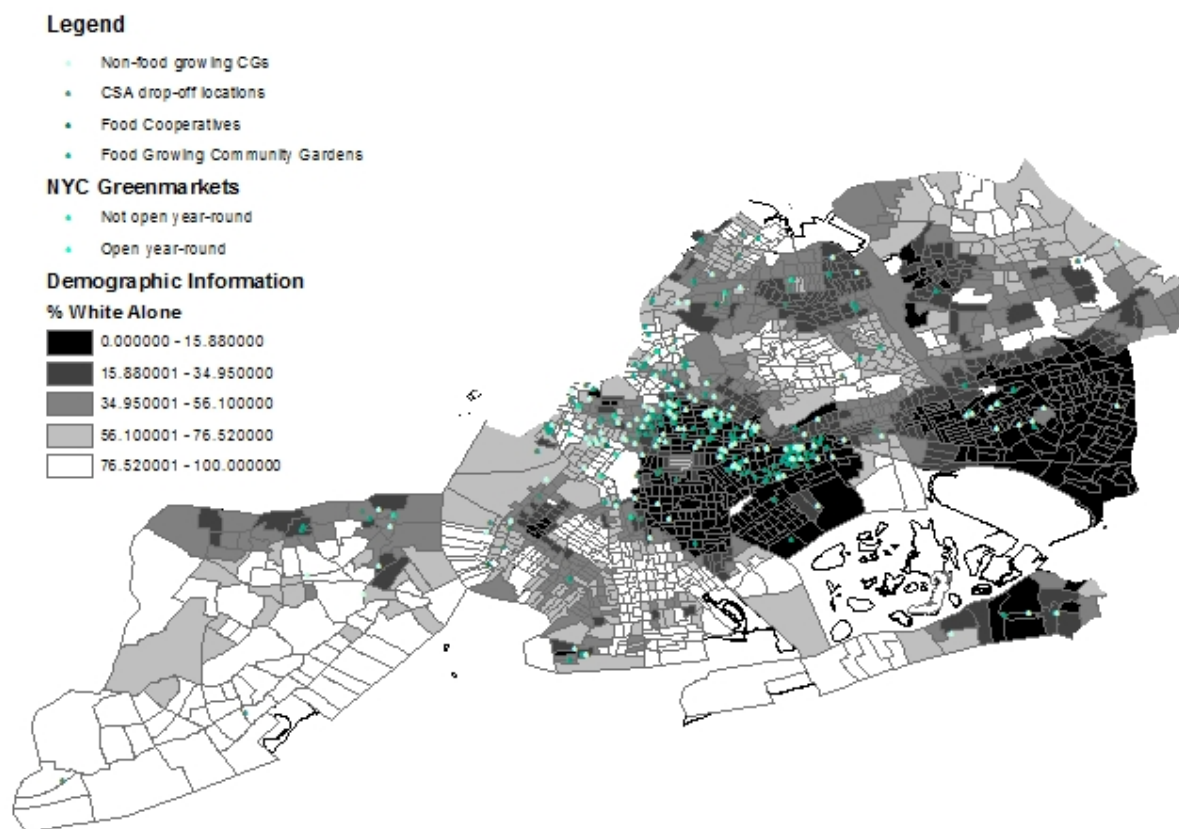 Legend
Non-food growing CGs
CSA drop-off locations
Food Cooperatives
Food Growing Community Gardens
NYC Greenmarkets
Not open year-round
Open year-round
Demographic Information
% White Alone
0.000000 - 15.880000
15.880001 - 34.950000
34.950001 - 56.100000
56.100001 - 76.520000
76.520001 - 100.000000